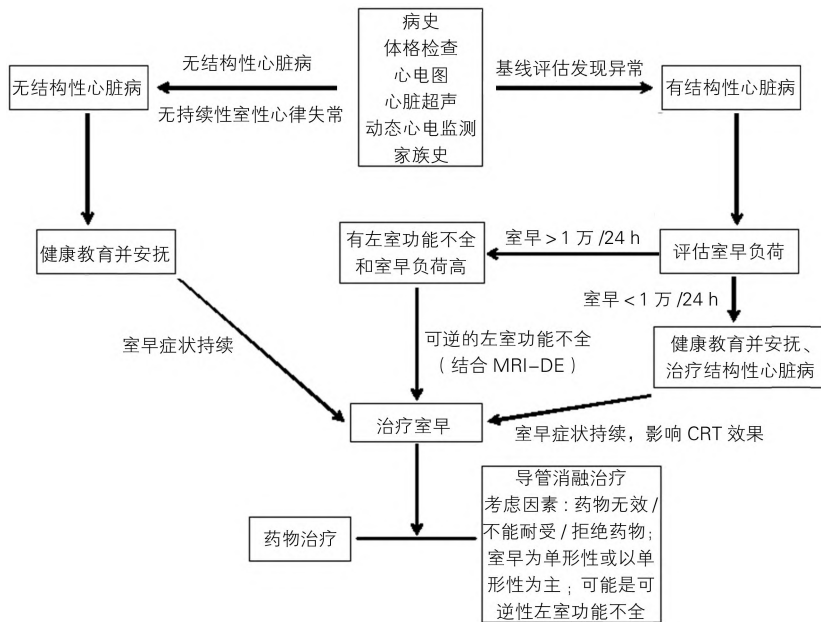 病史
体格检查
心电图
心脏超声
动态心电监测
家族史
无结构性心脏病
无持续性室性心律失常
基线评估发现异常
无结构性心脏病
有结构性心脏病
健康教育并安抚
有左室功能不全
和室早负荷高
室早>1 万 /24 h
评估室早负荷
室早<1 万 /24 h
室早症状持续
可逆的左室功能不全
（结合 MRI-DE）
健康教育并安抚、
治疗结构性心脏病
治疗室早
室早症状持续，影响 CRT 效果
药物治疗
导管消融治疗
考虑因素：药物无效 /
不能耐受 / 拒绝药物；
室早为单形性或以单
形性为主；可能是可
逆性左室功能不全